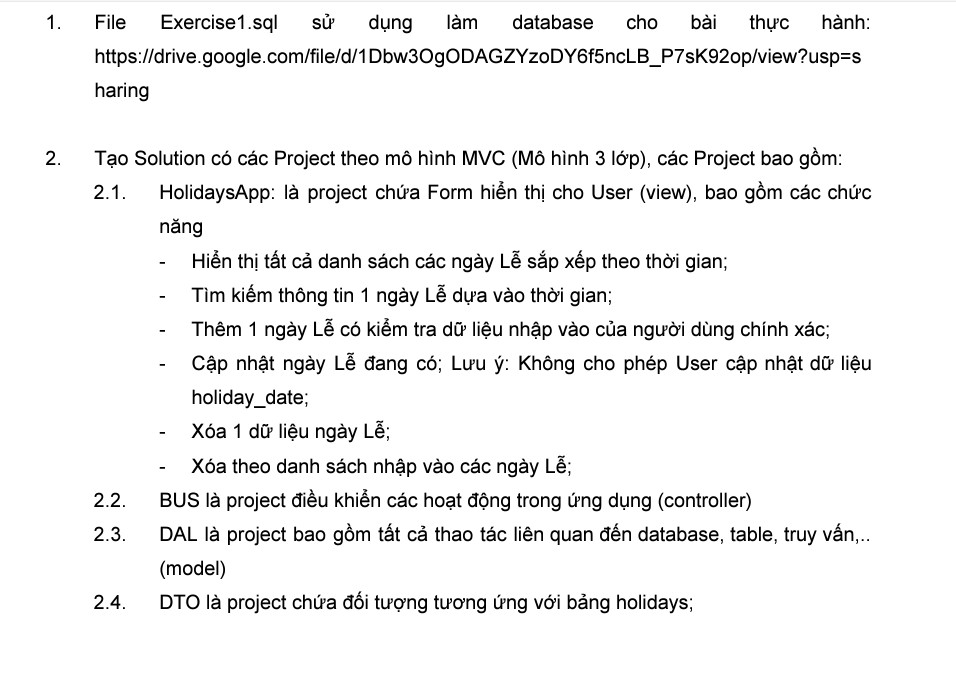 1. File Exercise1.sql sử dụng làm database cho bài thực hành:
https://drive.google.com/file/d/1Dbw3OgODAGZYzoDY6f5ncLB_P7sK92op/view?usp=s
haring
2. Tạo Solution có các Project theo mô hình MVC (Mô hình 3 lớp), các Project bao gồm:
2.1. HolidaysApp: là project chứa Form hiển thị cho User (view), bao gồm các chức
năng
- Hiển thị tất cả danh sách các ngày Lễ sắp xếp theo thời gian;
- Tìm kiếm thông tin 1 ngày Lễ dựa vào thời gian;
- Thêm 1 ngày Lễ có kiểm tra dữ liệu nhập vào của người dùng chính xác;
- Cập nhật ngày Lễ đang có; Lưu ý: Không cho phép User cập nhật dữ liệu
holiday_date;
- Xóa 1 dữ liệu ngày Lễ;
- Xóa theo danh sách nhập vào các ngày Lễ;
2.2. BUS là project điều khiển các hoạt động trong ứng dụng (controller)
2.3. DAL là project bao gồm tất cả thao tác liên quan đến database, table, truy vấn,..
(model)
2.4. DTO là project chứa đối tượng tương ứng với bảng holidays;